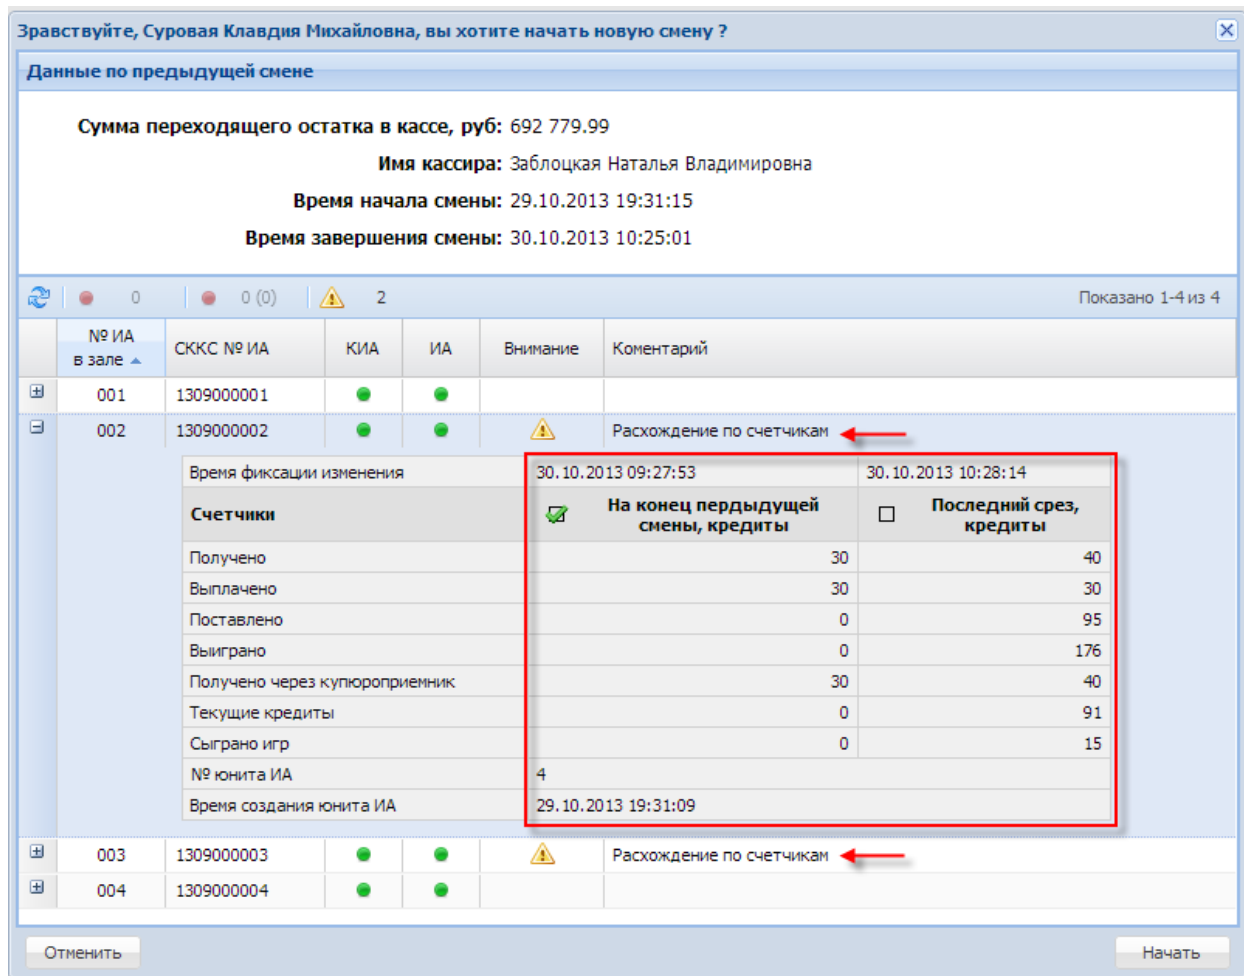 Зравствуйте, Суровая Клавдия Михайловна, вы хотите начать новую смену ?
Данные по предыдущей смене
Сумма переходящего остатка в кассе, руб: 692 779.99
Имя кассира: Заблоцкая Наталья Владимировна
Время начала смены: 29.10.2013 19:31:15
Время завершения смены: 30.10.2013 10:25:01
0 0 (0) 2 Показано 1-4 из 4
№ ИА
в зале СККС № ИА КИА ИА Внимание Коментарий
001 1309000001
002 1309000002 Расхождение по счетчикам
Время фиксации изменения 30.10.2013 09:27:53 30.10.2013 10:28:14
Счетчики На конец пердыдущей смены, кредиты Последний срез, кредиты
Получено 30 40
Выплачено 30 30
Поставлено 0 95
Выиграно 0 176
Получено через купюроприемник 30 40
Текущие кредиты 0 91
Сыграно игр 0 15
№ юнита ИА 4
Время создания юнита ИА 29.10.2013 19:31:09
003 1309000003 Расхождение по счетчикам
004 1309000004
Отменить Начать